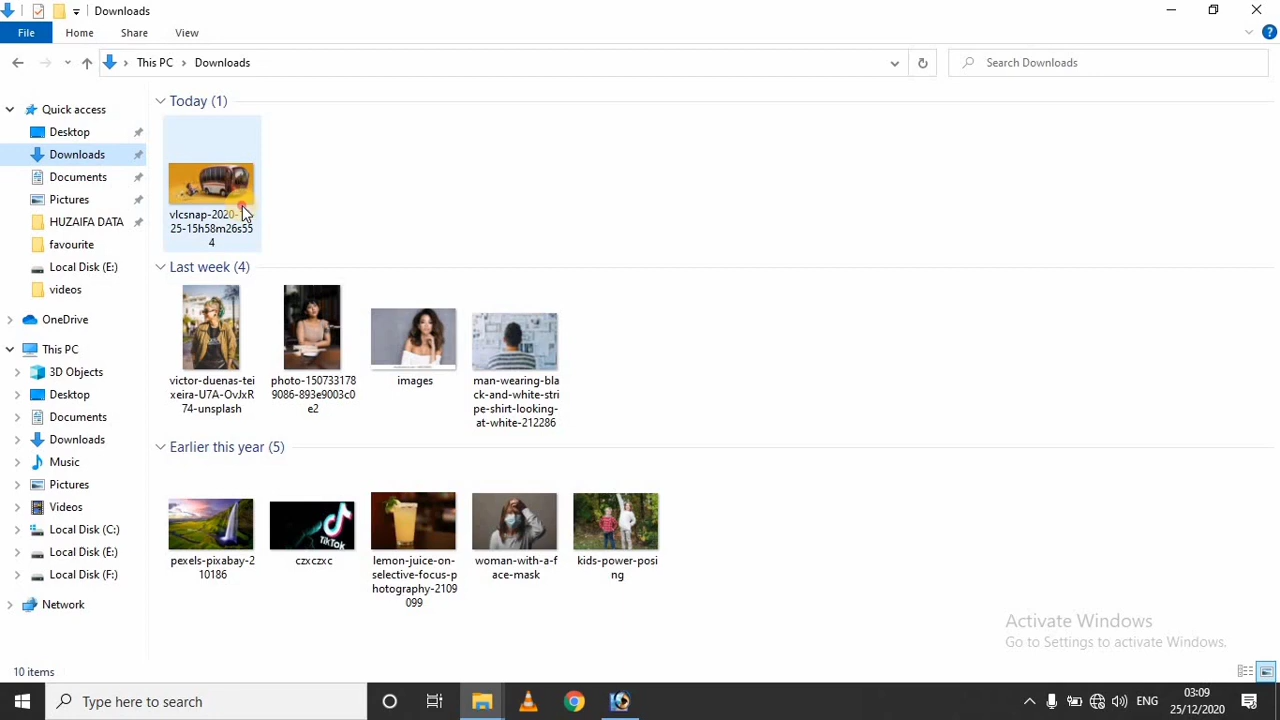 Downloads
File
Home
Share
View
This PC
Downloads
Search Downloads
Quick access
Desktop
Downloads
Documents
Pictures
HUZAIFA DATA
favourite
Local Disk (E:)
videos
OneDrive
This PC
3D Objects
Desktop
Documents
Downloads
Music
Pictures
Videos
Local Disk (C:)
Local Disk (E:)
Local Disk (F:)
Network
Today (1)
vlcsnap-2020-
25-15h58m26s55
4
Last week (4)
victor-duenas-tei
xeira-U7A-OvJxR
74-unsplash
photo-150733178
9086-893e9003c0
e2
images
man-wearing-bla
ck-and-white-stri
pe-shirt-looking-
at-white-212286
Earlier this year (5)
pexels-pixabay-2
10186
TikTok
czxczxc
lemon-juice-on-
selective-focus-p
hotography-2109
099
woman-with-a-f
ace-mask
kids-power-posi
ng
Activate Windows
Go to Settings to activate Windows.
10 items
Type here to search
ENG
03:09
25/12/2020